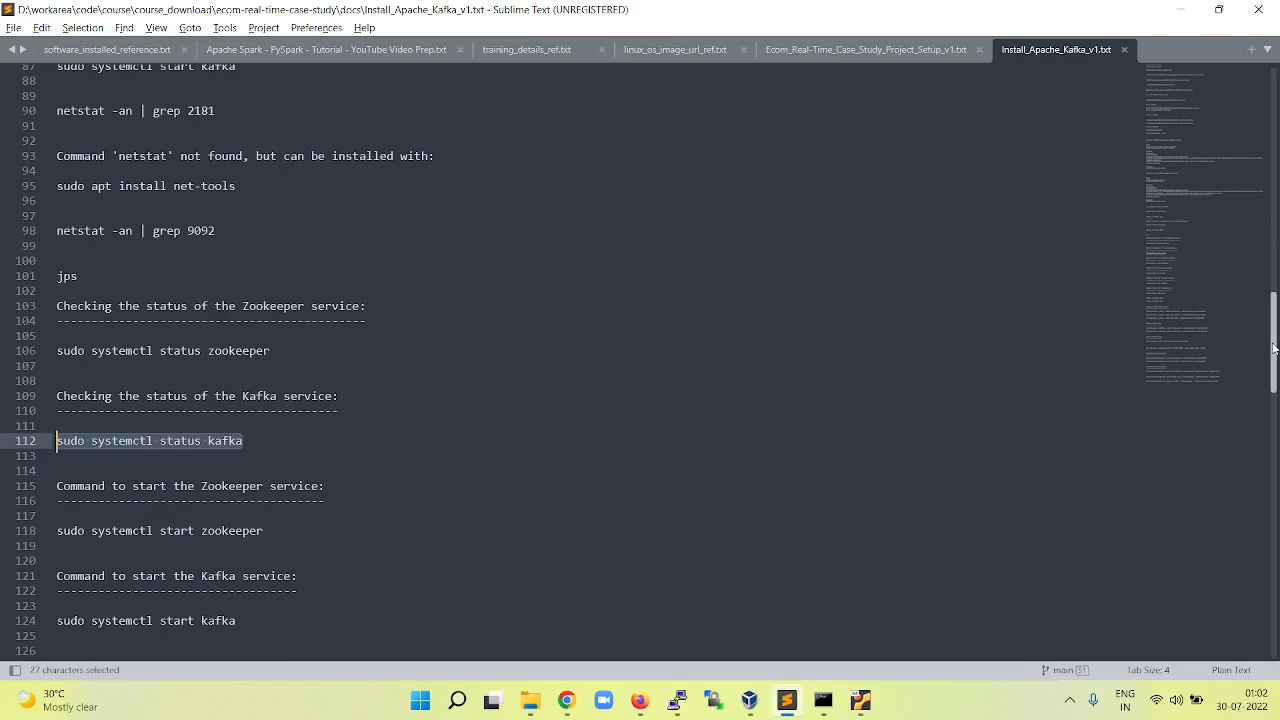 D:\workarea\code\course\course_download\ecom-real-time-case-study\docs\Install_Apache_Kafka_v1.txt - Sublime Text (UNREGISTERED)
File Edit Selection Find View Goto Tools Project Preferences Help
software_installed_reference.txt Apache Spark - PySpark - Tutorial - YouTube Video Prep.txt training_details_ref.txt linux_os_image_url_ref.txt Ecom_Real-Time_Case_Study_Project_Setup_v1.txt Install_Apache_Kafka_v1.txt
87 sudo systemctl start kafka
88
89
90 netstat -an | grep 2181
91
92
93 Command 'netstat' not found, but can be installed with:
94
95 sudo apt install net-tools
96
97
98 netstat -an | grep 9092
99
100
101 jps
102
103 Checking the status of the Zookeeper service:
104 ---------------------------------------------
105
106 sudo systemctl status zookeeper
107
108
109 Checking the status of the kafka service:
110 -----------------------------------------
111
112 sudo systemctl status kafka
113
114
115 Command to start the Zookeeper service:
116 ---------------------------------------
117
118 sudo systemctl start zookeeper
119
120
121 Command to start the kafka service:
122 -----------------------------------
123
124 sudo systemctl start kafka
125
126
27 characters selected main 51 Tab Size: 4 Plain Text
30°C
Mostly cloudy
ENG
IN
0:02
30-07-2022